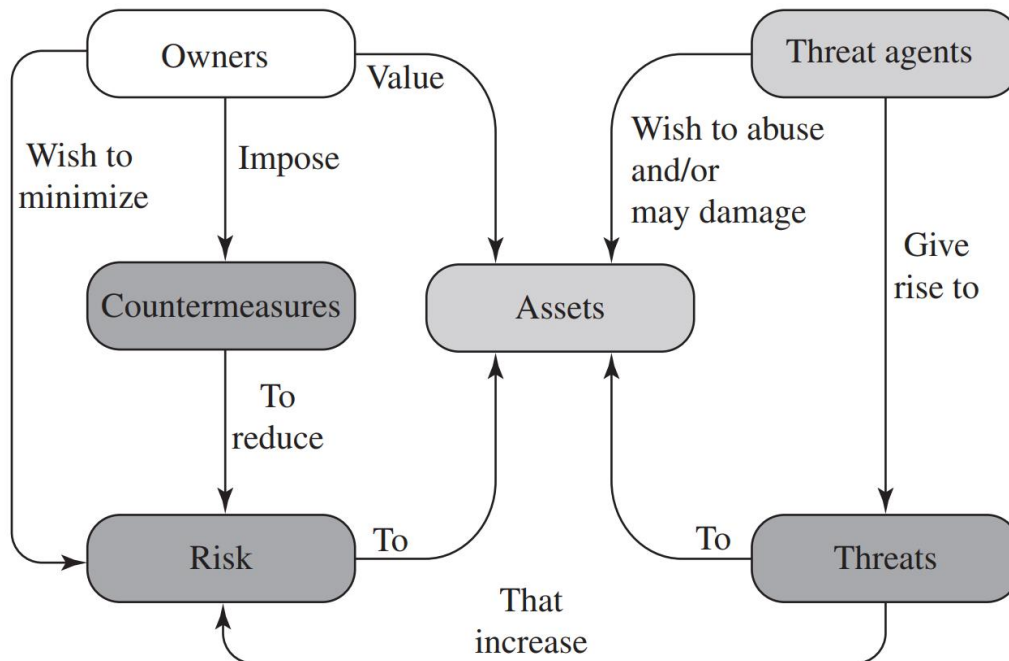 Owners
Value
Threat agents
Wish to
minimize
Impose
Wish to abuse
and/or
may damage
Give
rise to
Countermeasures
Assets
To
reduce
Risk
To
To
Threats
That
increase